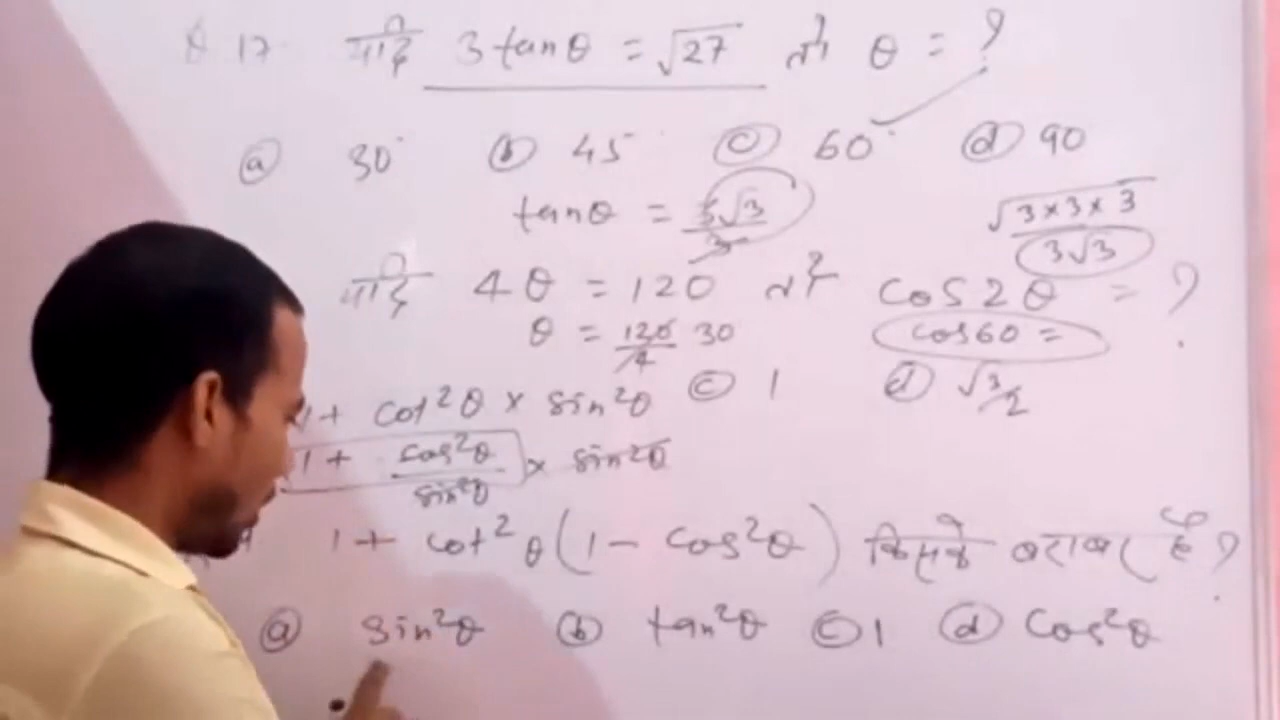 Q 17 यदि 3 tanθ = √27 तो θ = ?
ⓐ 30° ⓑ 45 ⓒ 60° ⓓ 90
tanθ = 3√3/3 √3×3×3
3√3
यदि 4θ = 120 तो cos2θ = ?
θ = 120/4 30 cos60 =
ⓒ 1 ⓓ √3/2
1 + cot²θ × sin²θ
1 + cos²θ/sin²θ × sin²θ
1 + cot²θ(1 - cos²θ) किसके बराबर है ?
ⓐ sin²θ ⓑ tan²θ ⓒ 1 ⓓ cos²θ